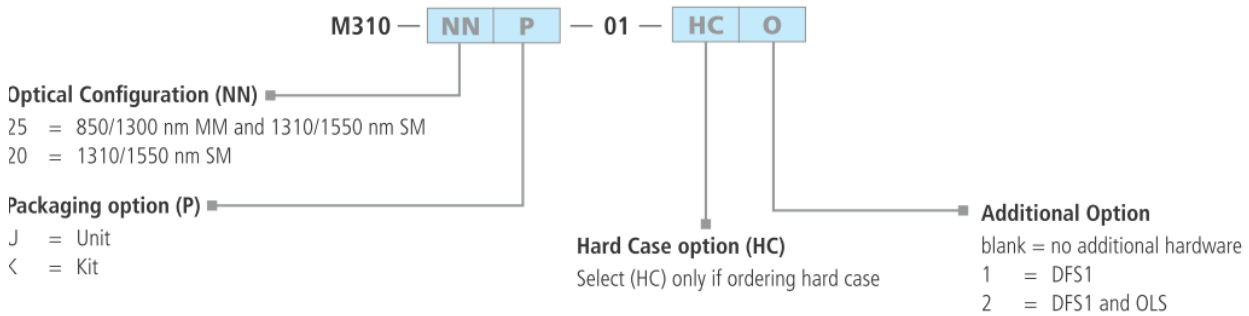 M310 — NN P — 01 — HC O
Optical Configuration (NN)
25 = 850/1300 nm MM and 1310/1550 nm SM
20 = 1310/1550 nm SM
Packaging option (P)
U = Unit
K = Kit
Hard Case option (HC)
Select (HC) only if ordering hard case
Additional Option
blank = no additional hardware
1 = DFS1
2 = DFS1 and OLS